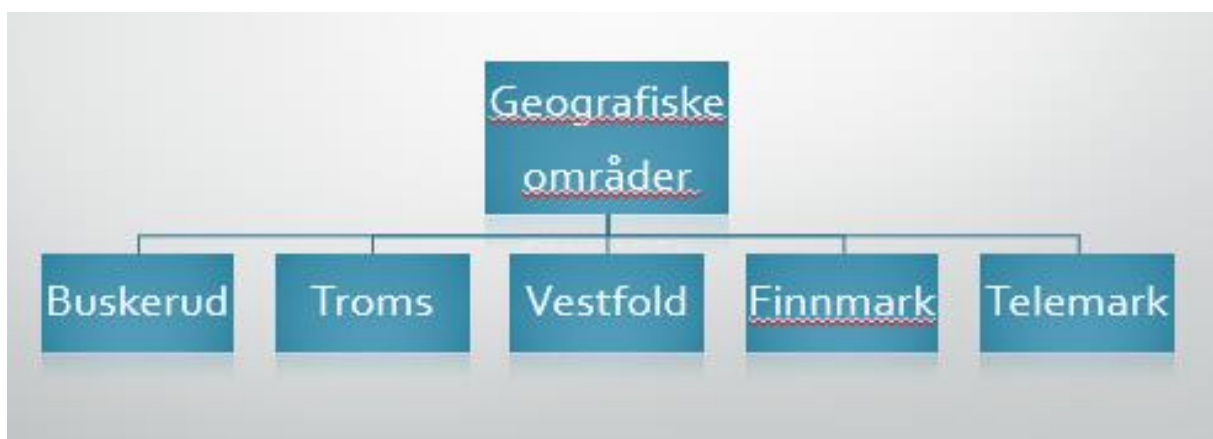 Geografiske
områder
Buskerud
Troms
Vestfold
Finnmark
Telemark